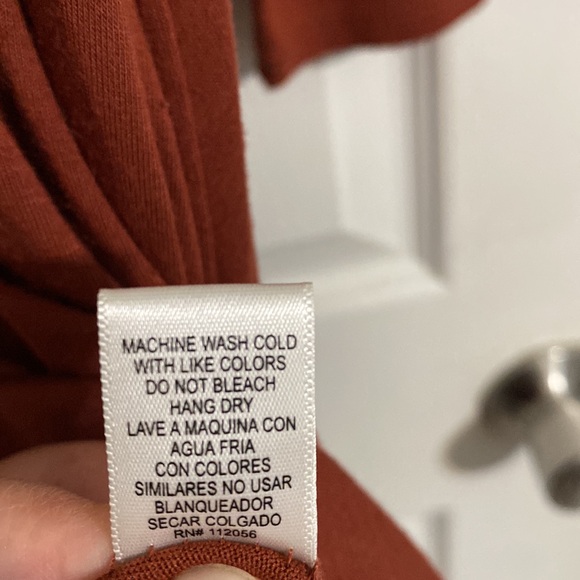 MACHINE WASH COLD
WITH LIKE COLORS
DO NOT BLEACH
HANG DRY
LAVE A MAQUINA CON
AGUA FRIA
CON COLORES
SIMILARES NO USAR
BLANQUEADOR
SECAR COLGADO
RN# 112056